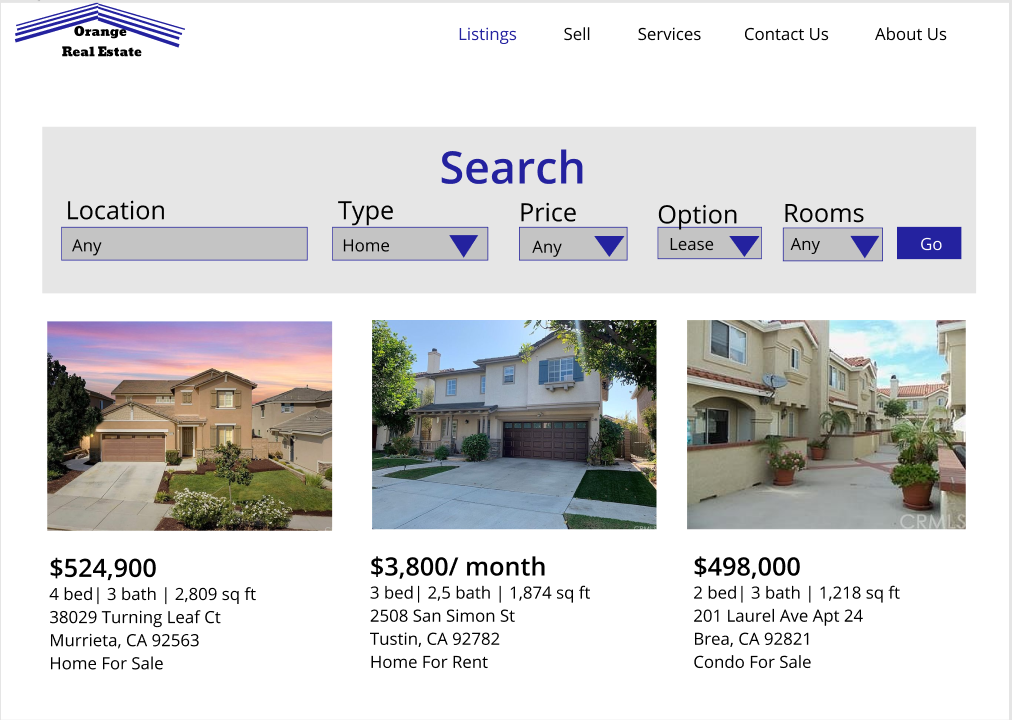 Orange
Real Estate
Listings Sell Services Contact Us About Us
Search
Location Type Price Option Rooms
Any Home Any Lease Any Go
CRMLS
$524,900 $3,800/ month $498,000
4 bed| 3 bath | 2,809 sq ft 3 bed| 2,5 bath | 1,874 sq ft 2 bed| 3 bath | 1,218 sq ft
38029 Turning Leaf Ct 2508 San Simon St 201 Laurel Ave Apt 24
Murrieta, CA 92563 Tustin, CA 92782 Brea, CA 92821
Home For Sale Home For Rent Condo For Sale